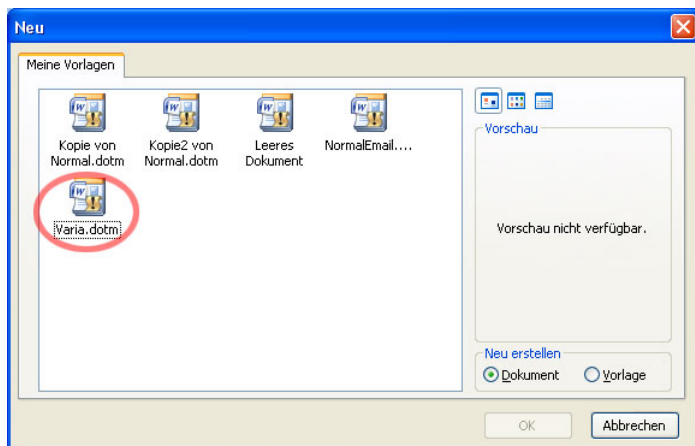 Neu
Meine Vorlagen
Kopie von
Normal.dotm
Kopie2 von
Normal.dotm
Leeres
Dokument
NormalEmail....
Varia.dotm
Vorschau
Vorschau nicht verfügbar.
Neu erstellen
Dokument
Vorlage
OK
Abbrechen